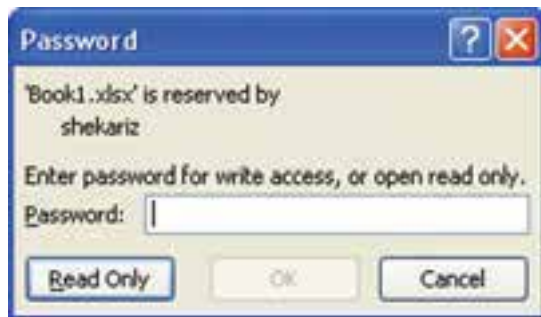 Password
?
'Book1.xlsx' is reserved by
shekariz
Enter password for write access, or open read only.
Password:
Read Only OK Cancel